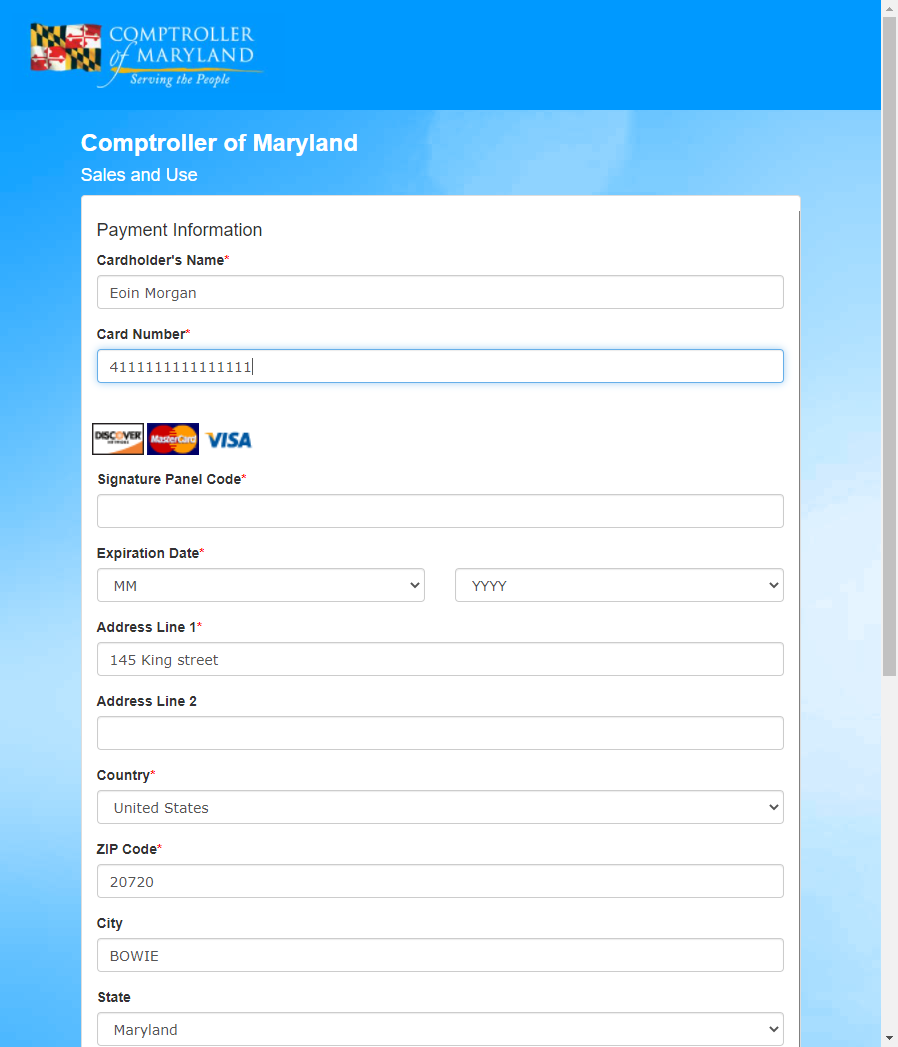 COMPTROLLER
of MARYLAND
Serving the People
Comptroller of Maryland
Sales and Use
Payment Information
Cardholder's Name*
Eoin Morgan
Card Number*
4111111111111111
DISCOVER MasterCard VISA
Signature Panel Code*
Expiration Date*
MM YYYY
Address Line 1*
145 King street
Address Line 2
Country*
United States
ZIP Code*
20720
City
BOWIE
State
Maryland